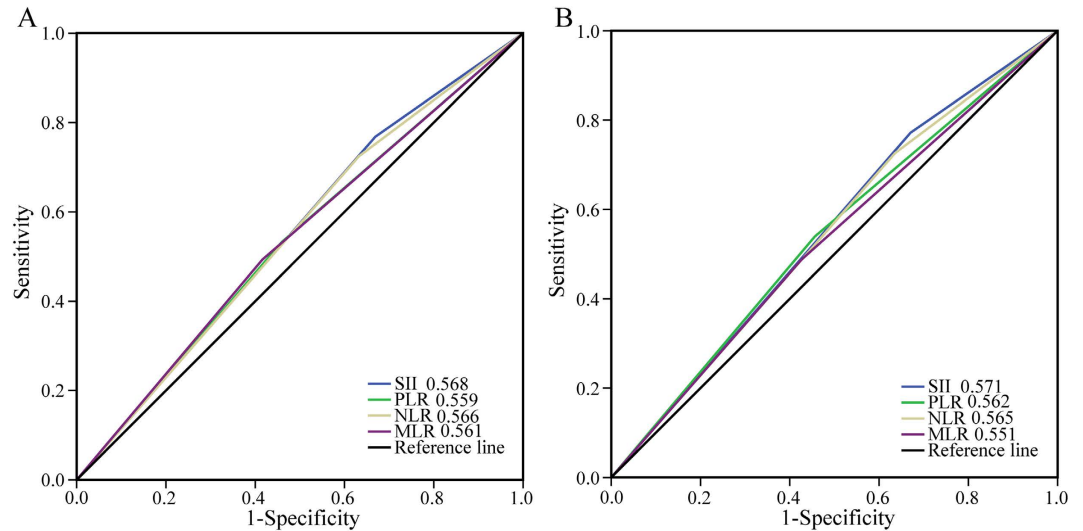 A
1.0
0.8
0.6
0.4
0.2
0.0
Sensitivity
SII 0.568
PLR 0.559
NLR 0.566
MLR 0.561
Reference line
0.0 0.2 0.4 0.6 0.8 1.0
1-Specificity
B
1.0
0.8
0.6
0.4
0.2
0.0
Sensitivity
SII 0.571
PLR 0.562
NLR 0.565
MLR 0.551
Reference line
0.0 0.2 0.4 0.6 0.8 1.0
1-Specificity